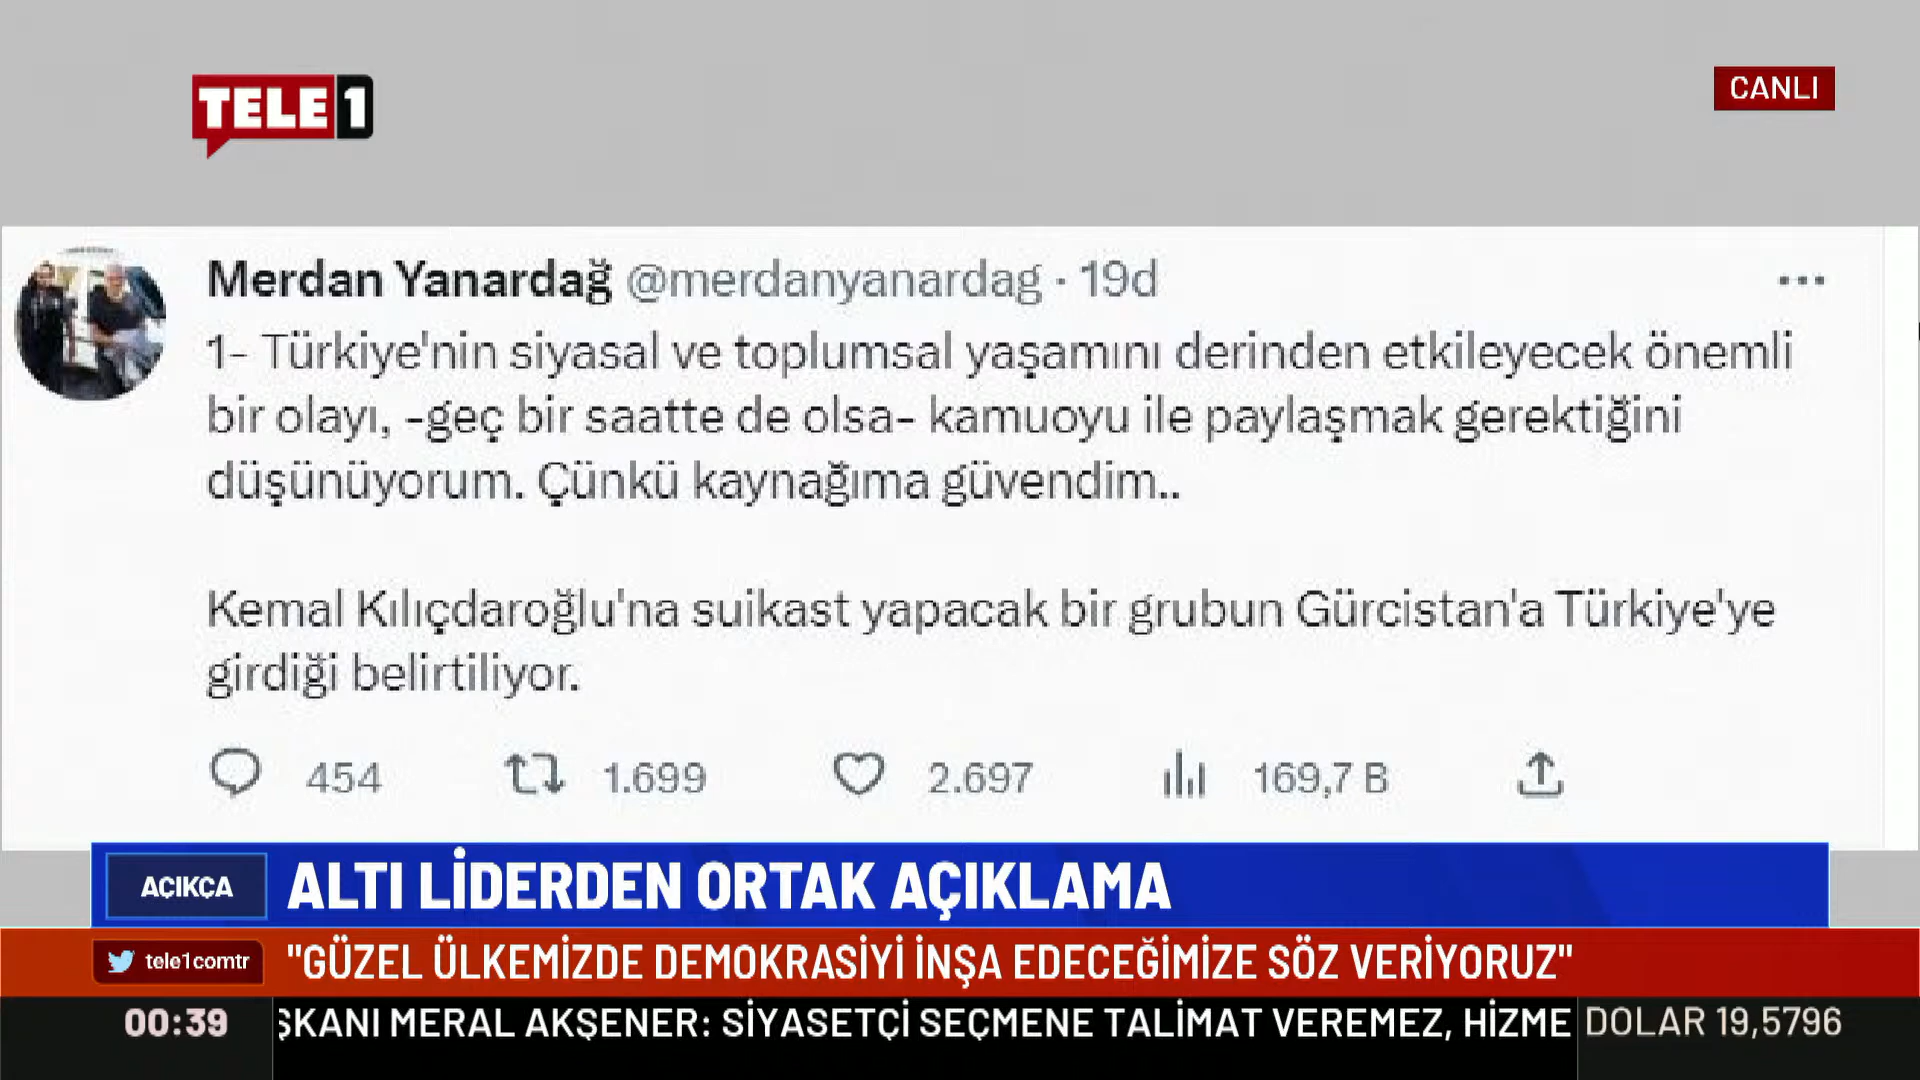 TELE1
CANLI
Merdan Yanardağ @merdanyanardag · 19d
1- Türkiye'nin siyasal ve toplumsal yaşamını derinden etkileyecek önemli
bir olayı, -geç bir saatte de olsa- kamuoyu ile paylaşmak gerektiğini
düşünüyorum. Çünkü kaynağıma güvendim..
Kemal Kılıçdaroğlu'na suikast yapacak bir grubun Gürcistan'a Türkiye'ye
girdiği belirtiliyor.
454 1.699 2.697 169,7 B
AÇIKÇA ALTI LİDERDEN ORTAK AÇIKLAMA
tele1comtr "GÜZEL ÜLKEMİZDE DEMOKRASİYİ İNŞA EDECEĞİMİZE SÖZ VERİYORUZ"
00:39 ŞKANI MERAL AKŞENER: SİYASETÇİ SEÇMENE TALİMAT VEREMEZ, HİZME DOLAR 19,5796